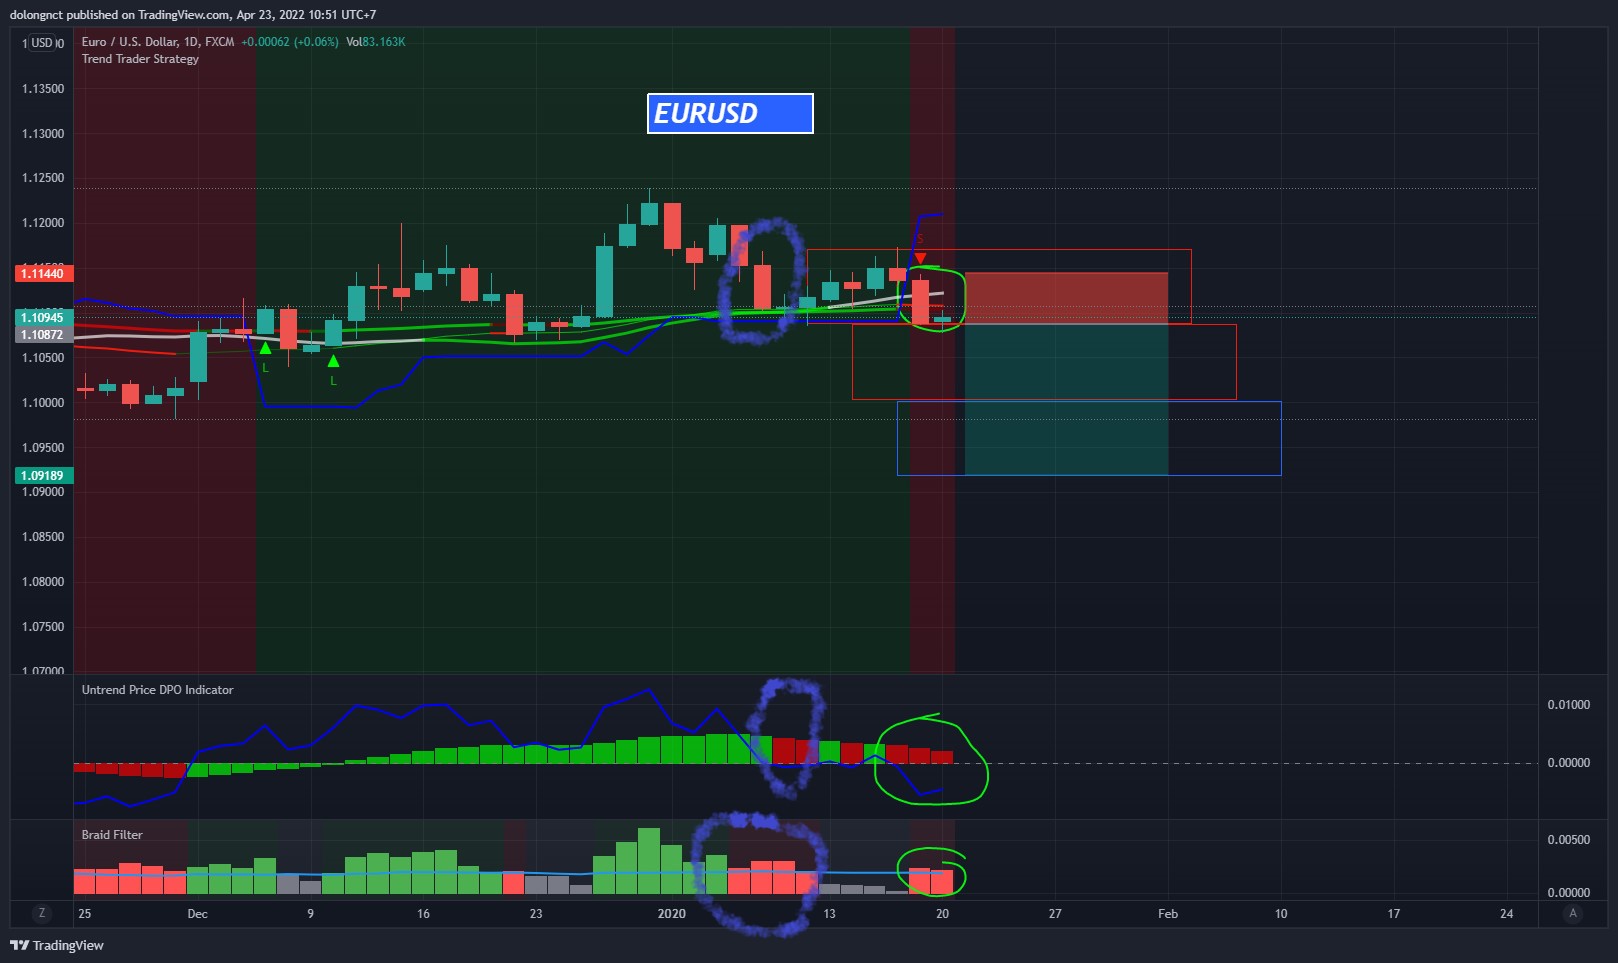 dolongnct published on TradingView.com, Apr 23, 2022 10:51 UTC+7
USD
Euro / U.S. Dollar, 1D, FXCM +0.00062 (+0.06%) Vol83.163K
Trend Trader Strategy
1.13500
EURUSD
1.13000
1.12500
1.12000
S
1.11440
1.10945
1.10872
1.10500
L
L
1.10000
1.09500
1.09189
1.09000
1.08500
1.08000
1.07500
1.07000
Untrend Price DPO Indicator
0.01000
0.00000
Braid Filter
0.00500
0.00000
Z 25 Dec 9 16 23 2020 13 20 27 Feb 10 17 24 A
TradingView